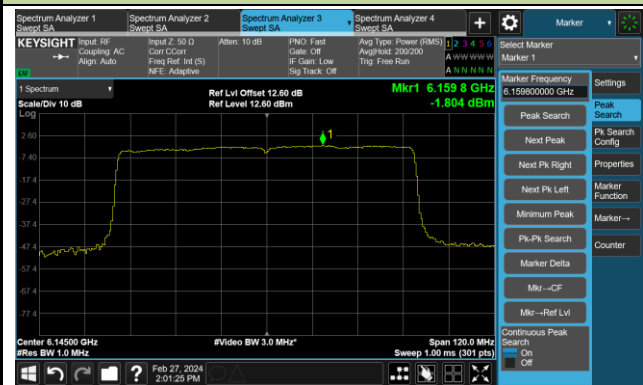 Spectrum Analyzer 1
Swept SA
Spectrum Analyzer 2
Swept SA
Spectrum Analyzer 3
Swept SA
Spectrum Analyzer 4
Swept SA
+
Marker
KEYSIGHT
Input: RF
Coupling: AC
Align: Auto
Input Z: 50 Ω
Corr CCorr
Freq Ref: Int (S)
NFE: Adaptive
Atten: 10 dB
PNO: Fast
Gate: Off
IF Gain: Low
Sig Track: Off
Avg Type: Power (RMS)
Avg|Hold: 200/200
Trig: Free Run
1 2 3 4 5 6
A W W W W W
A N N N N N
LXI
Select Marker
Marker 1
1 Spectrum
Scale/Div 10 dB
Log
Ref Lvl Offset 12.60 dB
Ref Level 12.60 dBm
Mkr1 6.159 8 GHz
-1.804 dBm
1
2.60
-7.40
-17.4
-27.4
-37.4
-47.4
-57.4
-67.4
-77.4
Center 6.14500 GHz
#Res BW 1.0 MHz
#Video BW 3.0 MHz*
Span 120.0 MHz
Sweep 1.00 ms (301 pts)
Marker Frequency
6.159800000 GHz
Peak Search
Next Peak
Next Pk Right
Next Pk Left
Minimum Peak
Pk-Pk Search
Marker Delta
Mkr→CF
Mkr→Ref Lvl
Continuous Peak
Search
On
Off
Settings
Peak
Search
Pk Search
Config
Properties
Marker
Function
Marker→
Counter
?
Feb 27, 2024
2:01:25 PM